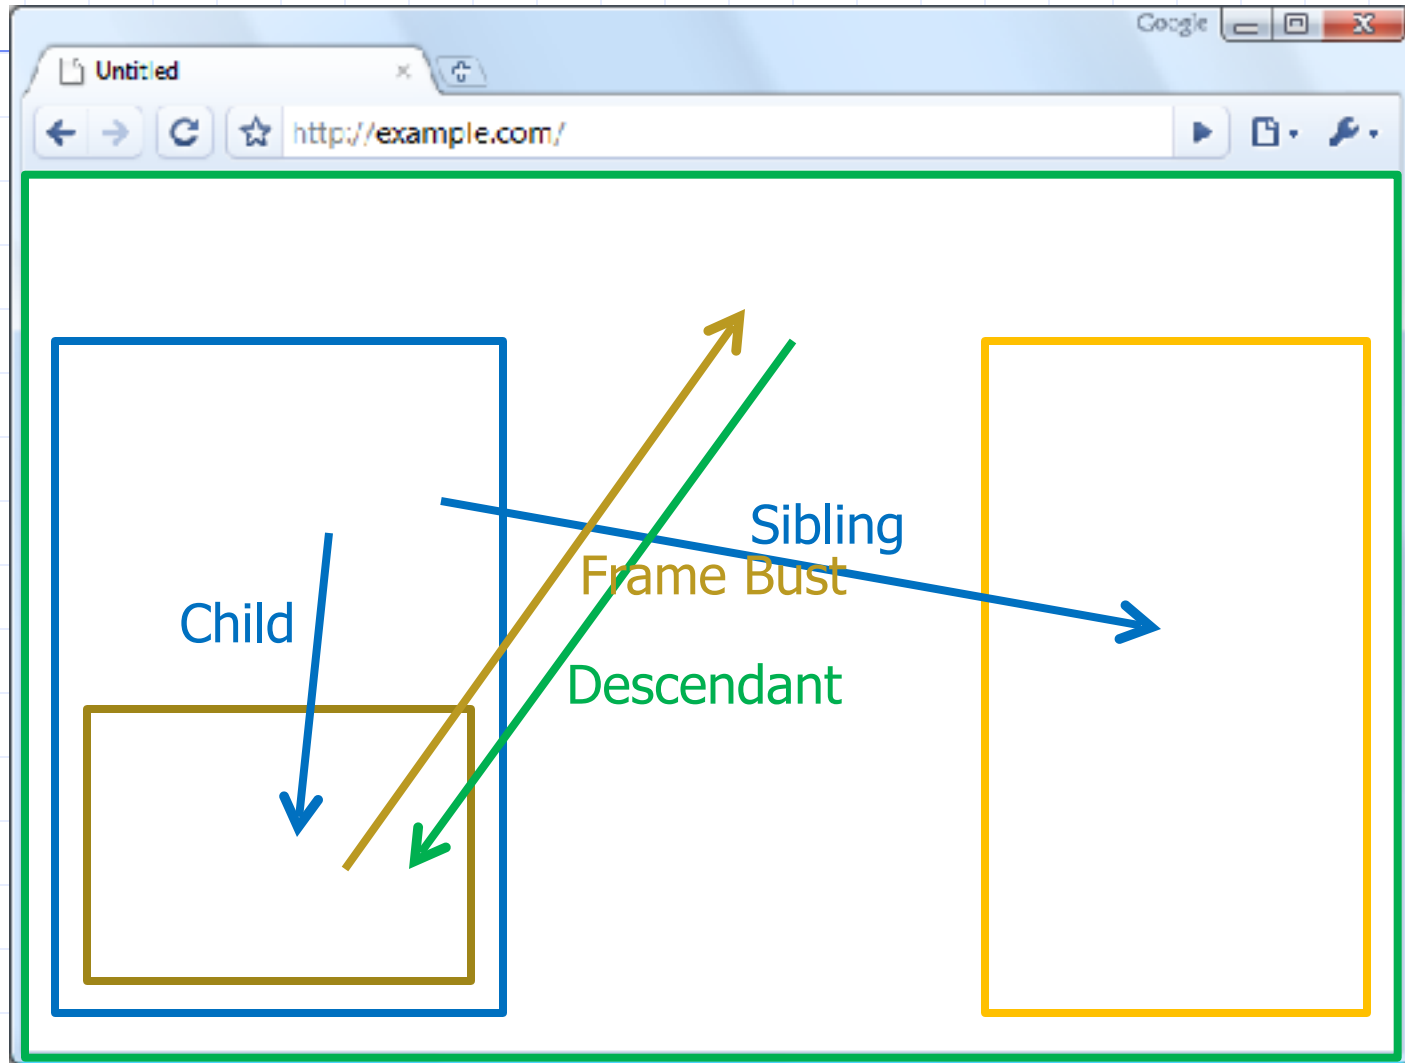 Google
Untitled
http://example.com/
Sibling
Frame Bust
Child
Descendant